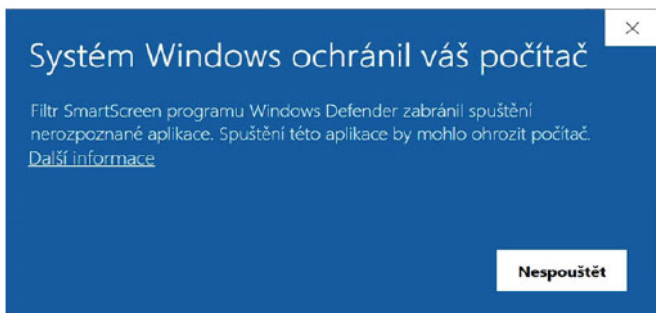 Systém Windows ochránil váš počítač
Filtr SmartScreen programu Windows Defender zabránil spuštění
nerozpoznané aplikace. Spuštění této aplikace by mohlo ohrozit počítač.
Další informace
Nespouštět